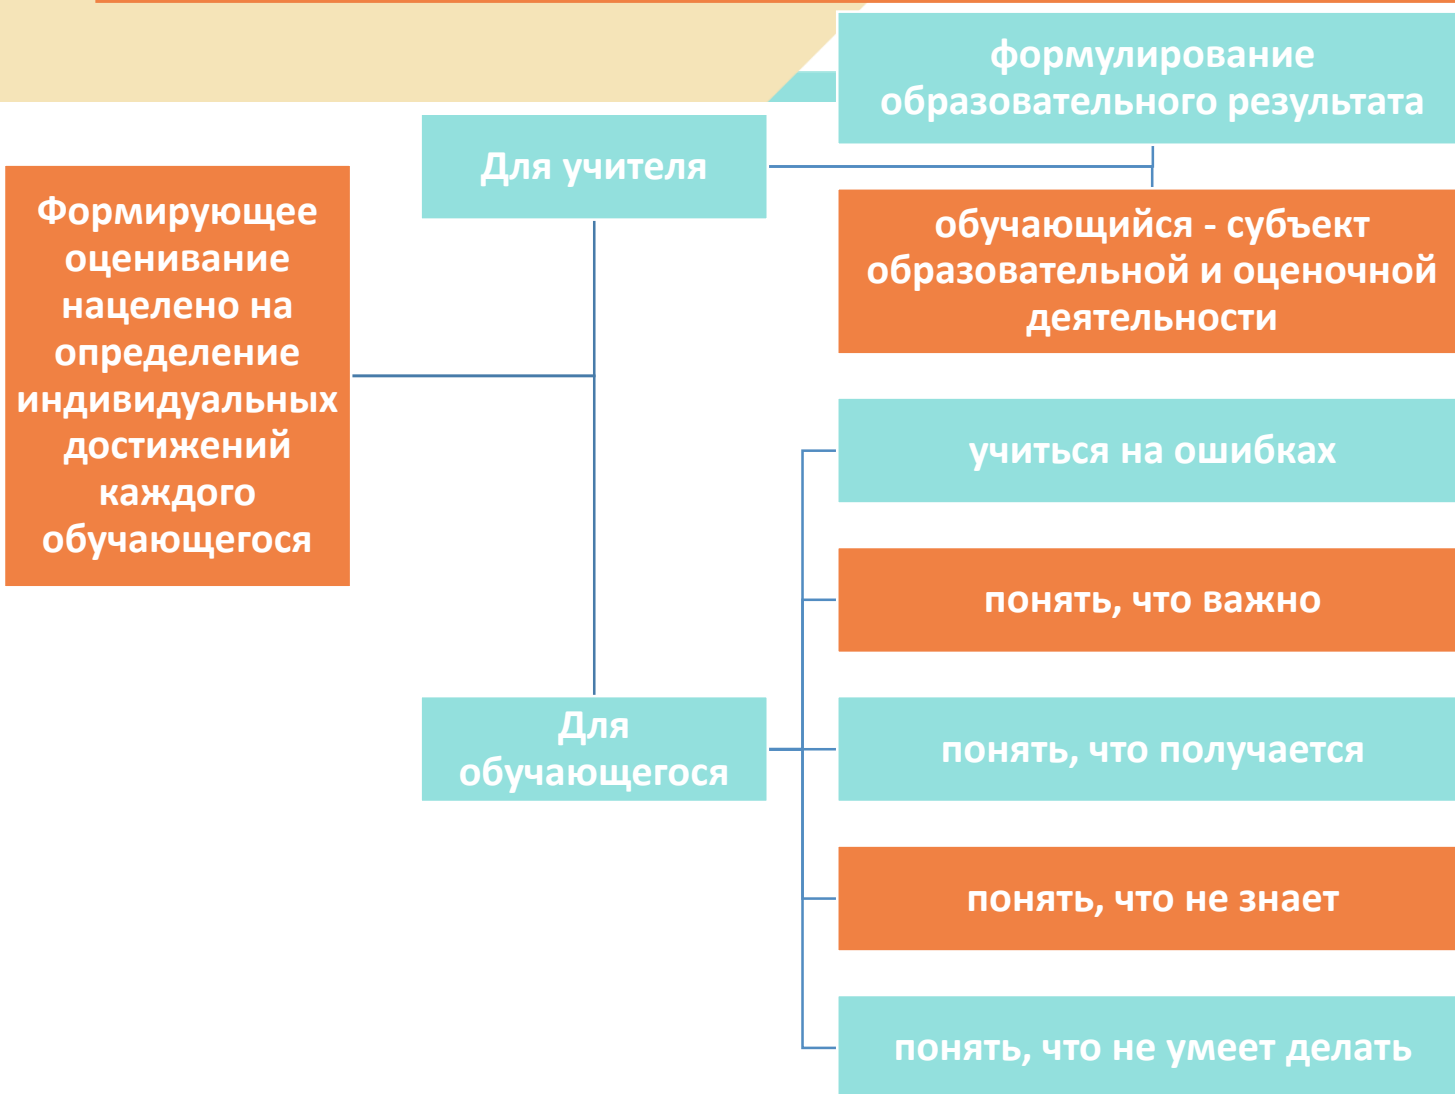 формулирование
образовательного результата
Для учителя
обучающийся - субъект
образовательной и оценочной
деятельности
Формирующее
оценивание
нацелено на
определение
индивидуальных
достижений
каждого
обучающегося
учиться на ошибках
понять, что важно
Для
обучающегося
понять, что получается
понять, что не знает
понять, что не умеет делать